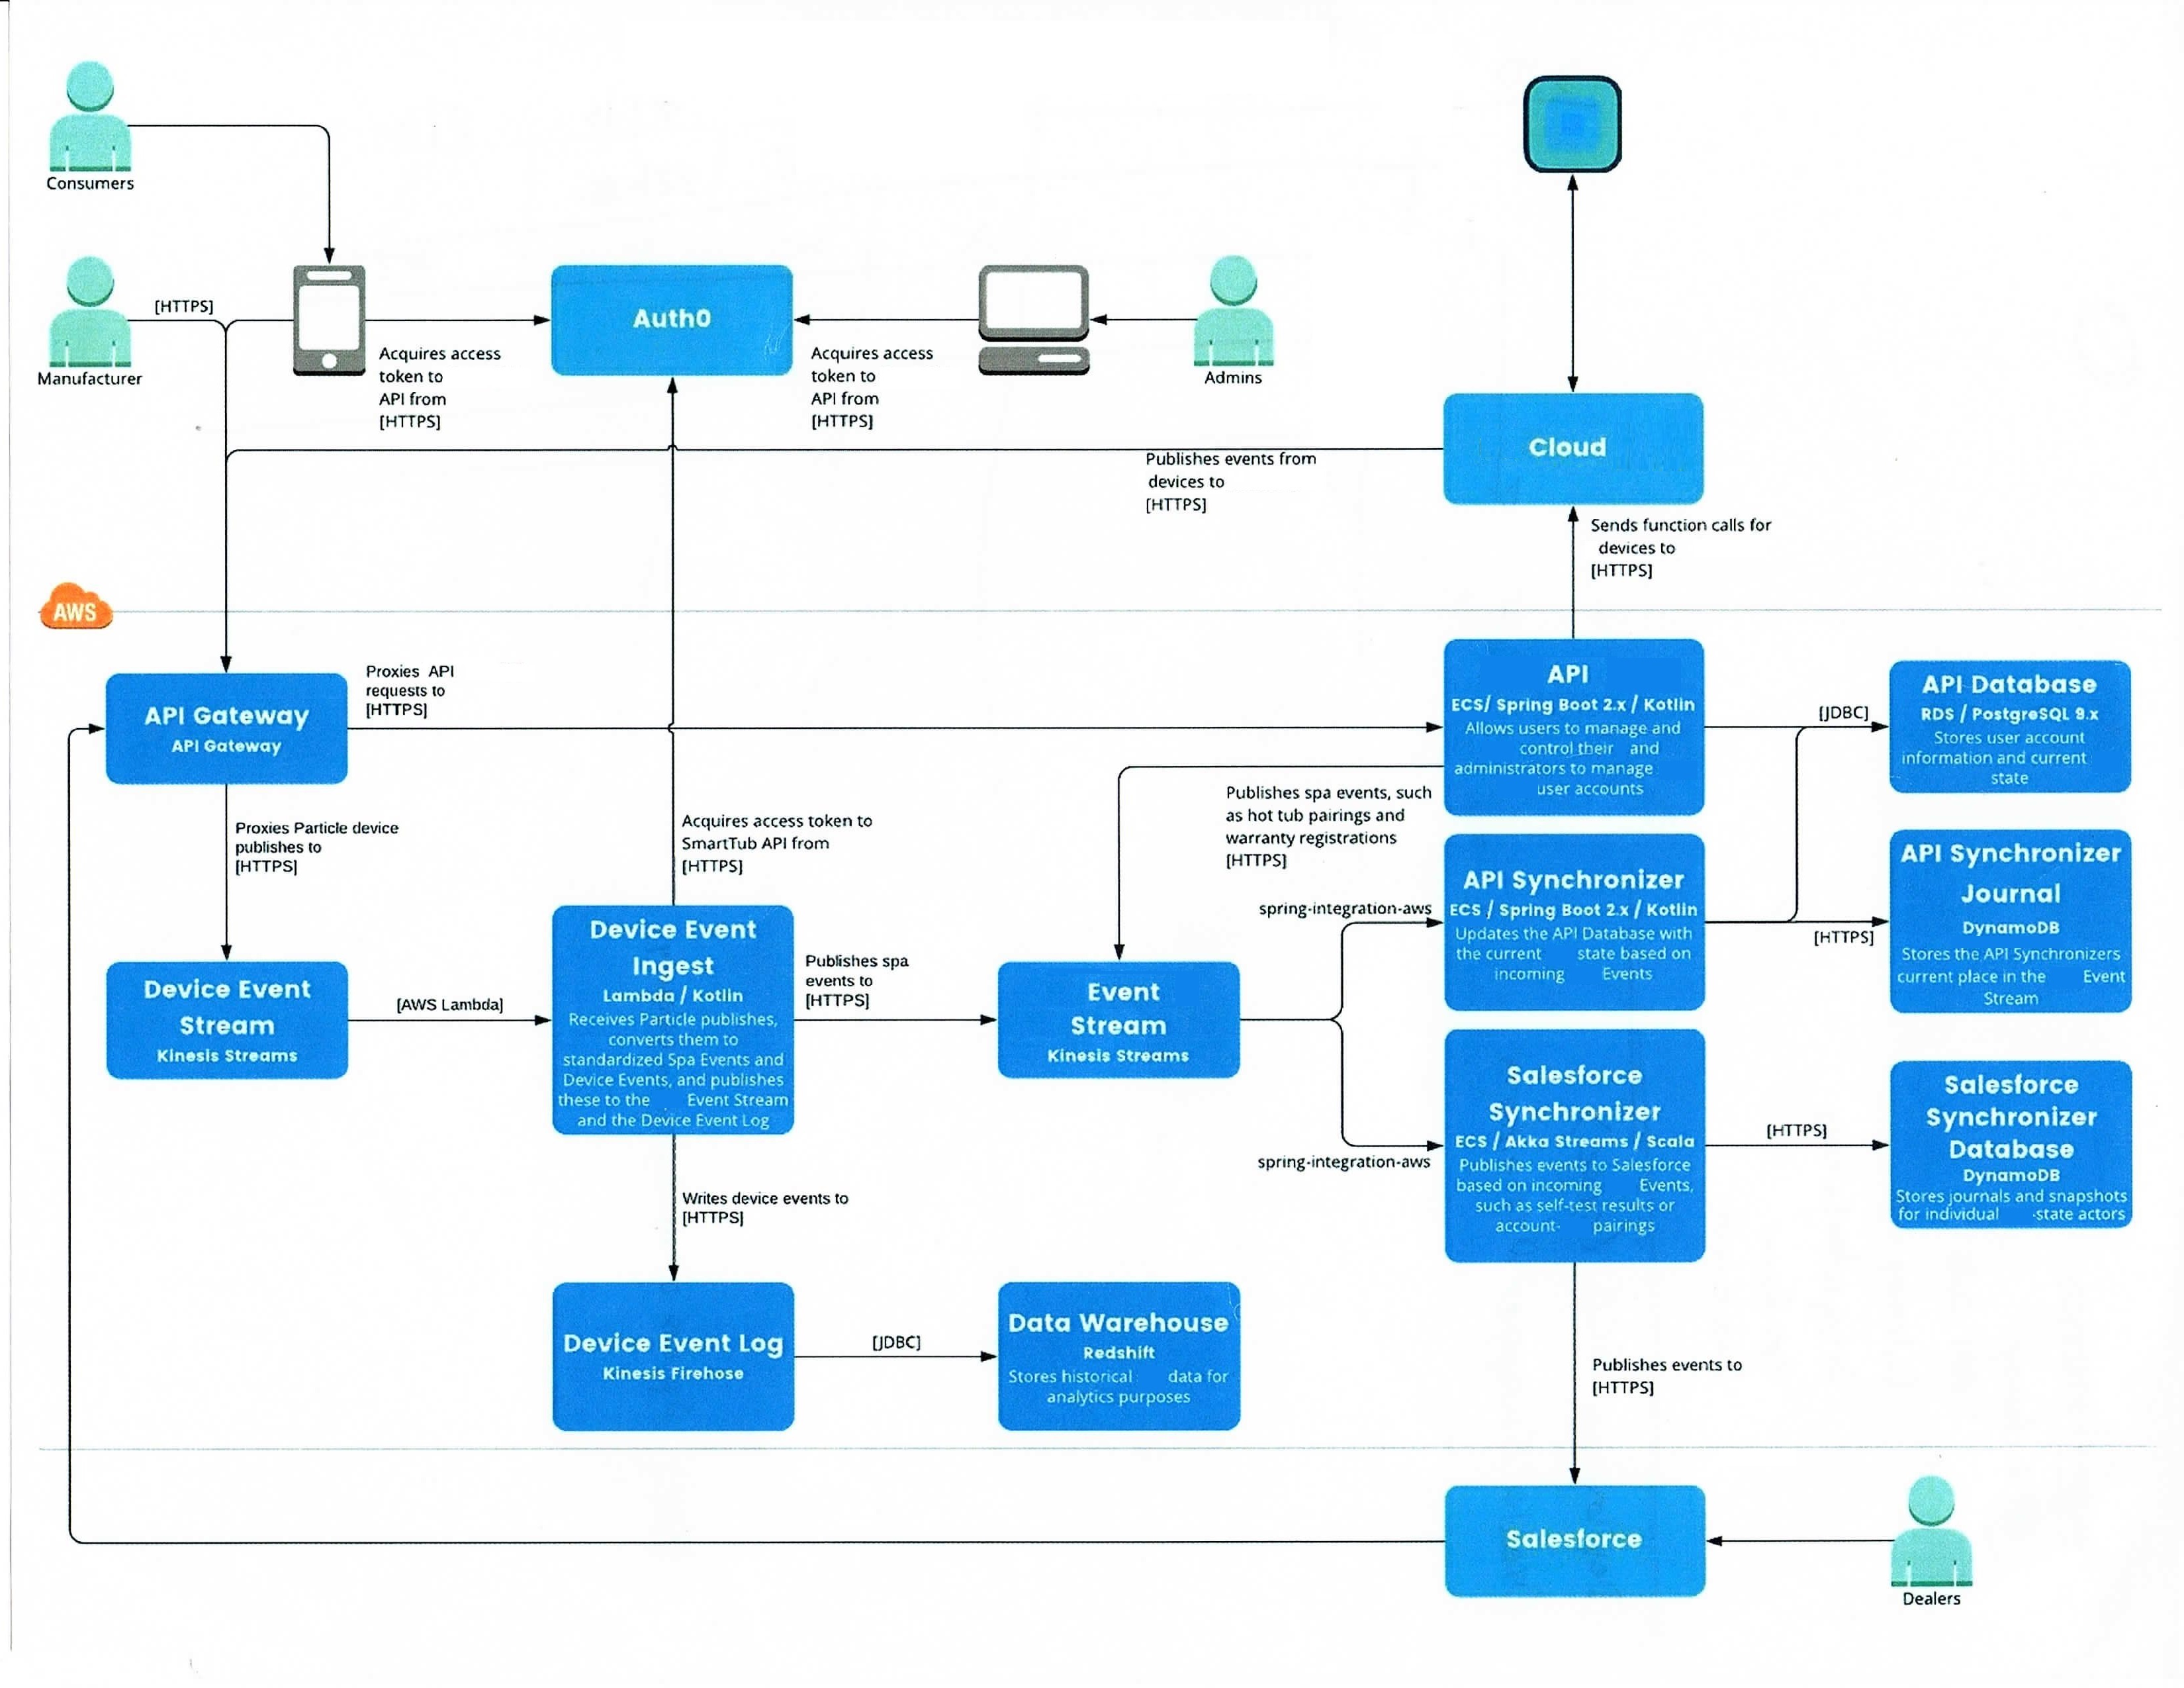 Consumers
Manufacturer
[HTTPS]
Acquires access
token to
API from
[HTTPS]
Auth0
Acquires access
token to
API from
[HTTPS]
Admins
Cloud
Publishes events from
devices to
[HTTPS]
Sends function calls for
devices to
[HTTPS]
AWS
API Gateway
API Gateway
Proxies API
requests to
[HTTPS]
API
ECS/ Spring Boot 2.x / Kotlin
Allows users to manage and
control their and
administrators to manage
user accounts
[JDBC]
API Database
RDS / PostgreSQL 9.x
Stores user account
information and current
state
Proxies Particle device
publishes to
[HTTPS]
Acquires access token to
SmartTub API from
[HTTPS]
Publishes spa events, such
as hot tub pairings and
warranty registrations
[HTTPS]
spring-integration-aws
API Synchronizer
ECS / Spring Boot 2.x / Kotlin
Updates the API Database with
the current state based on
incoming Events
[HTTPS]
API Synchronizer
Journal
DynamoDB
Stores the API Synchronizers
current place in the Event
Stream
Device Event
Stream
Kinesis Streams
[AWS Lambda]
Device Event
Ingest
Lambda / Kotlin
Receives Particle publishes,
converts them to
standardized Spa Events and
Device Events, and publishes
these to the Event Stream
and the Device Event Log
Publishes spa
events to
[HTTPS]
Event
Stream
Kinesis Streams
spring-integration-aws
Salesforce
Synchronizer
ECS / Akka Streams / Scala
Publishes events to Salesforce
based on incoming Events,
such as self-test results or
account- pairings
[HTTPS]
Salesforce
Synchronizer
Database
DynamoDB
Stores journals and snapshots
for individual -state actors
Writes device events to
[HTTPS]
Device Event Log
Kinesis Firehose
[JDBC]
Data Warehouse
Redshift
Stores historical data for
analytics purposes
Publishes events to
[HTTPS]
Salesforce
Dealers